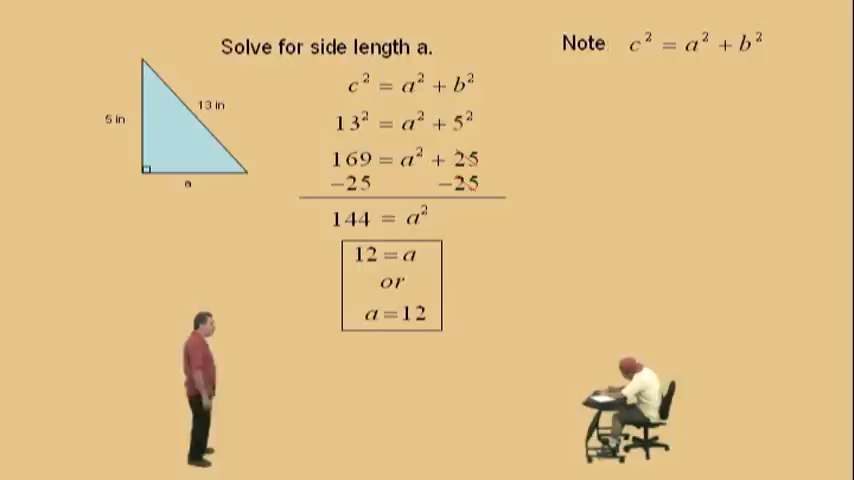 Solve for side length a.
Note c² = a² + b²
5 in
13 in
a
c² = a² + b²
13² = a² + 5²
169 = a² + 25
−25 −25
144 = a²
12 = a
or
a = 12